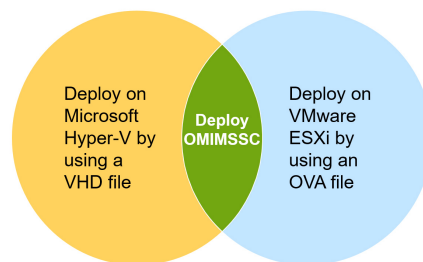 Deploy on
Microsoft
Hyper-V by
using a
VHD file
Deploy
OMIMSSC
Deploy on
VMware
ESXi by
using an
OVA file